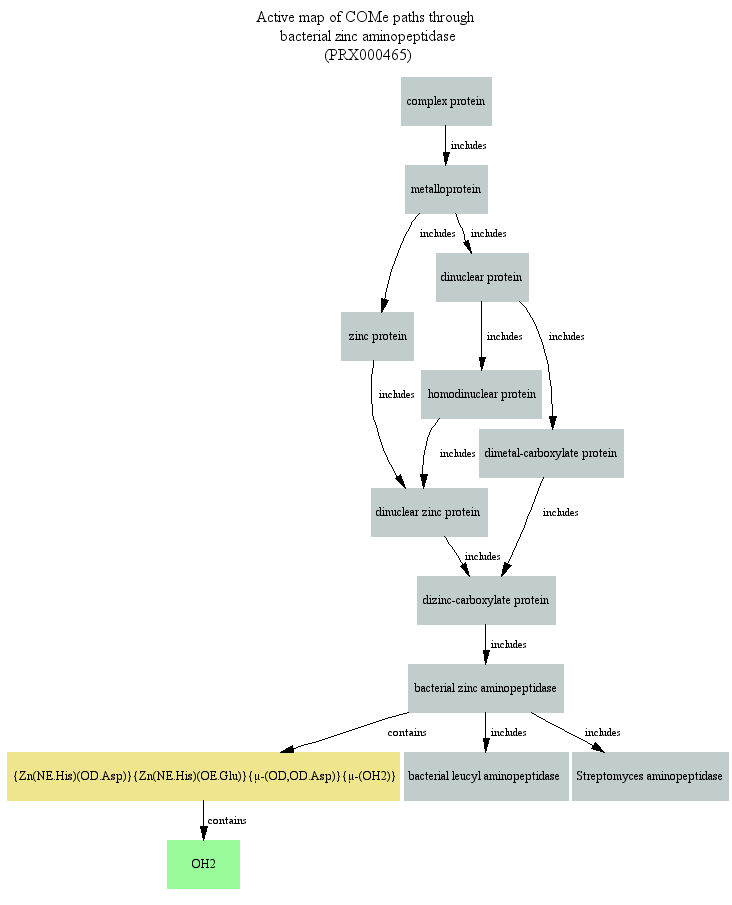 Active map of COMe paths through
bacterial zinc aminopeptidase
(PRX000465)
complex protein
includes
metalloprotein
includes
includes
dinuclear protein
zinc protein
includes
includes
includes
homodinuclear protein
includes
dimetal-carboxylate protein
dinuclear zinc protein
includes
includes
dizinc-carboxylate protein
includes
bacterial zinc aminopeptidase
contains
includes
includes
{Zn(NE.His)(OD.Asp)}{Zn(NE.His)(OE.Glu)}{μ-(OD,OD.Asp)}{μ-(OH2)}
bacterial leucyl aminopeptidase
Streptomyces aminopeptidase
contains
OH2